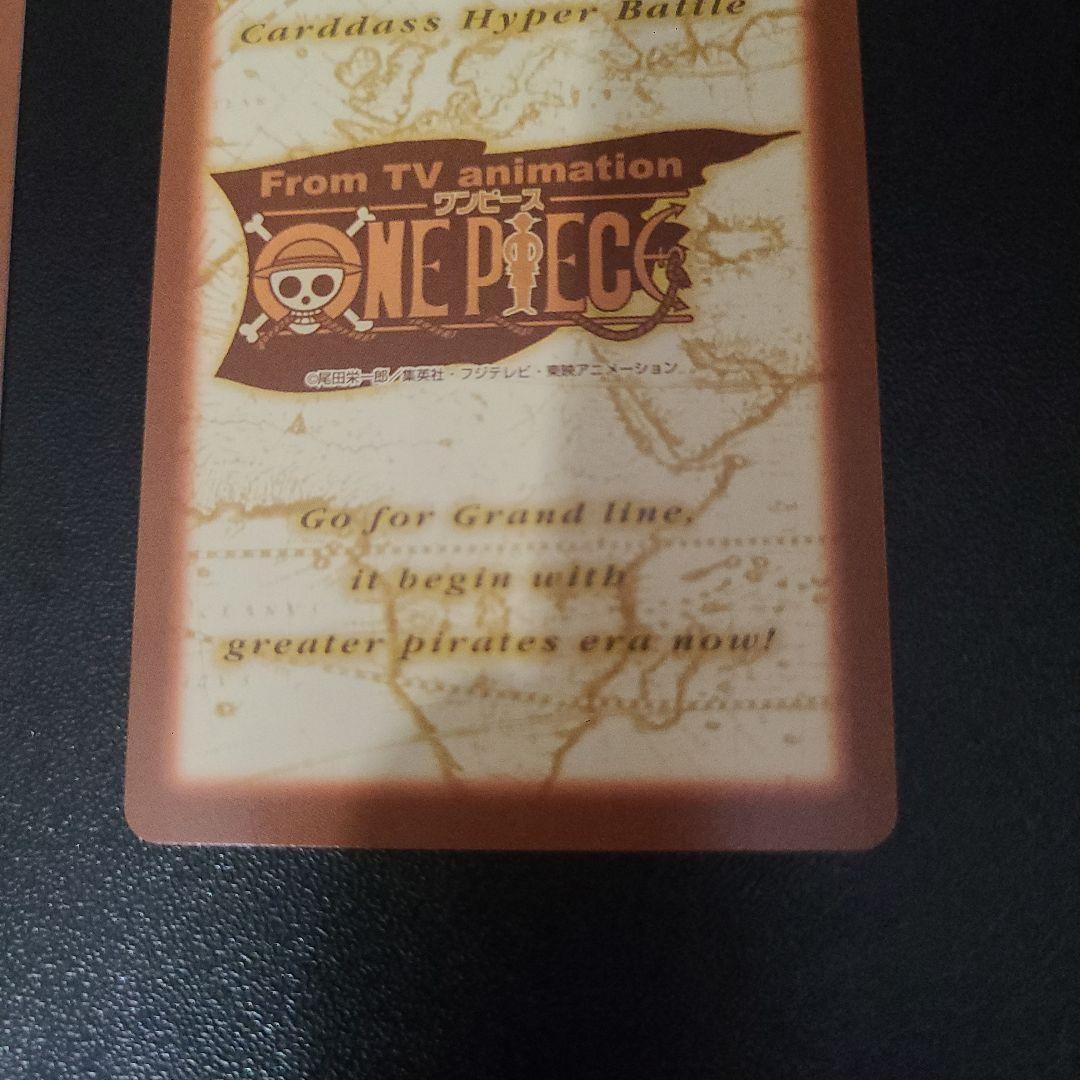 Carddass Hyper Battle
From TV animation
ワンピース
ONE PIECE
©尾田栄一郎／集英社・フジテレビ・東映アニメーション
Go for Grand line,
it begin with
greater pirates era now!